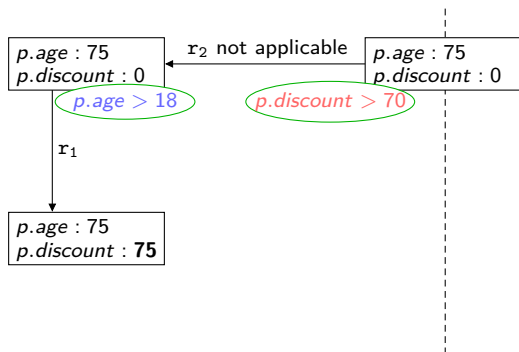 p.age : 75
p.discount : 0
p.age > 18
r₂ not applicable
p.age : 75
p.discount : 0
p.discount > 70
r₁
p.age : 75
p.discount : 75